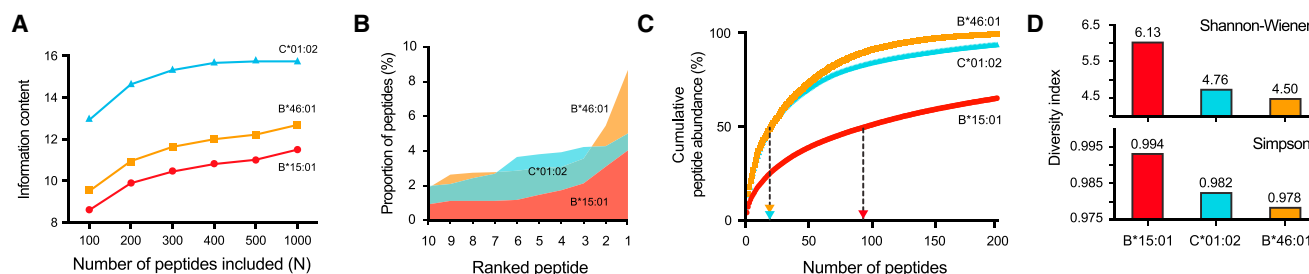 A
16
14
12
10
8
Information content
C*01:02
B*46:01
B*15:01
100 200 300 400 500 1000
Number of peptides included (N)
B
10
8
6
4
2
0
Proportion of peptides (%)
B*46:01
C*01:02
B*15:01
10 9 8 7 6 5 4 3 2 1
Ranked peptide
C
100
50
0
Cumulative
peptide abundance (%)
B*46:01
C*01:02
B*15:01
0 50 100 150 200
Number of peptides
D
Diversity index
6.5
5.5
4.5
Shannon-Wiener
6.13
4.76
4.50
0.995
0.985
0.975
Simpson
0.994
0.982
0.978
B*15:01 C*01:02 B*46:01